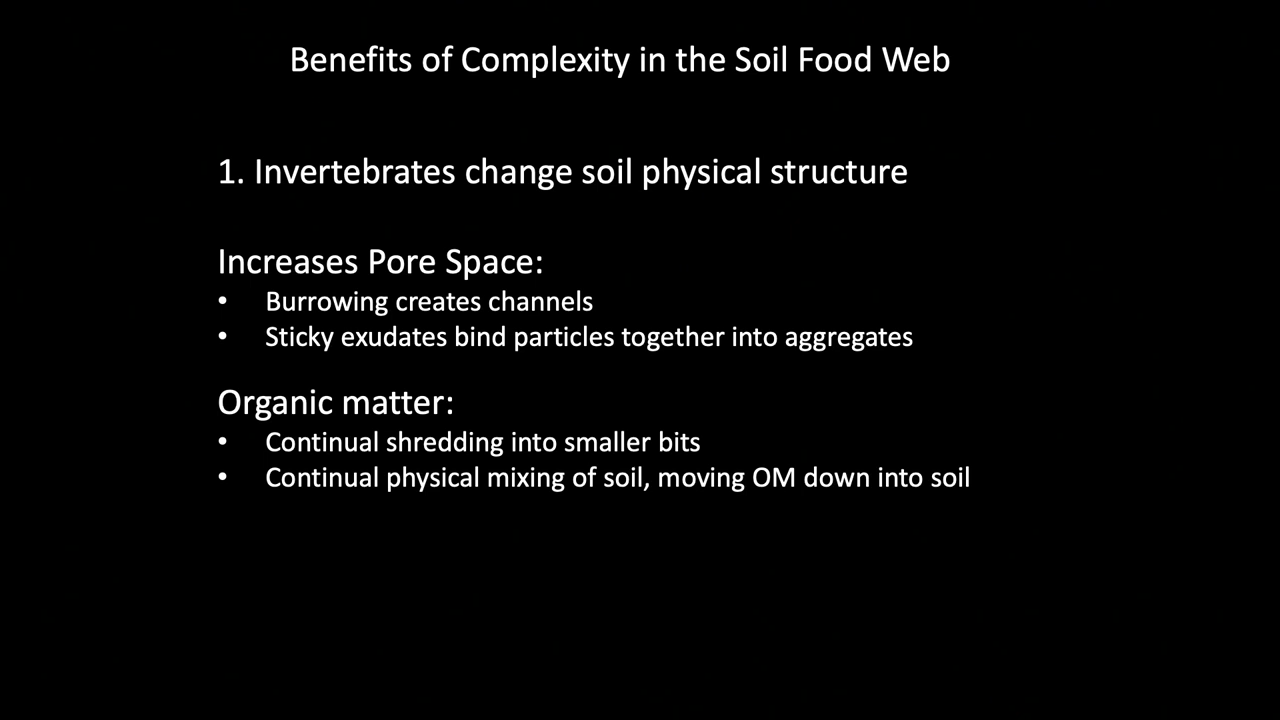 Benefits of Complexity in the Soil Food Web
1. Invertebrates change soil physical structure
Increases Pore Space:
• Burrowing creates channels
• Sticky exudates bind particles together into aggregates
Organic matter:
• Continual shredding into smaller bits
• Continual physical mixing of soil, moving OM down into soil